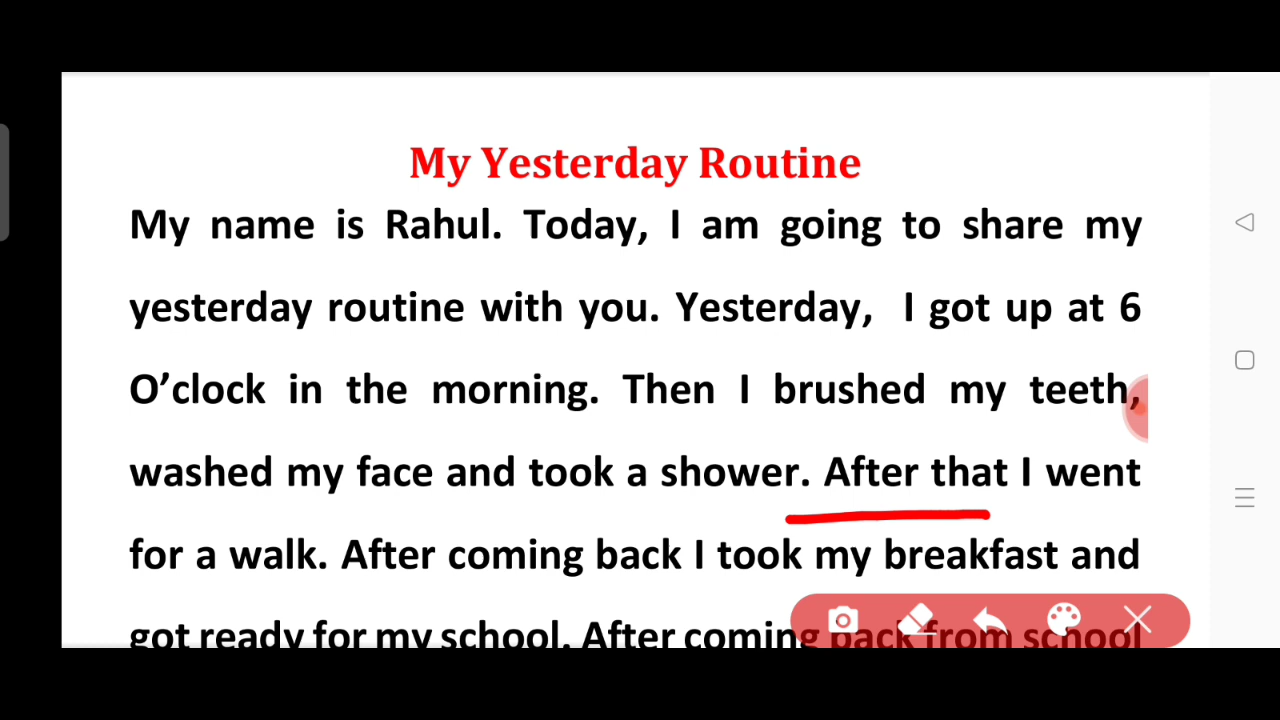 My Yesterday Routine
My name is Rahul. Today, I am going to share my
yesterday routine with you. Yesterday, I got up at 6
O’clock in the morning. Then I brushed my teeth,
washed my face and took a shower. After that I went
for a walk. After coming back I took my breakfast and
got ready for my school. After coming back from school